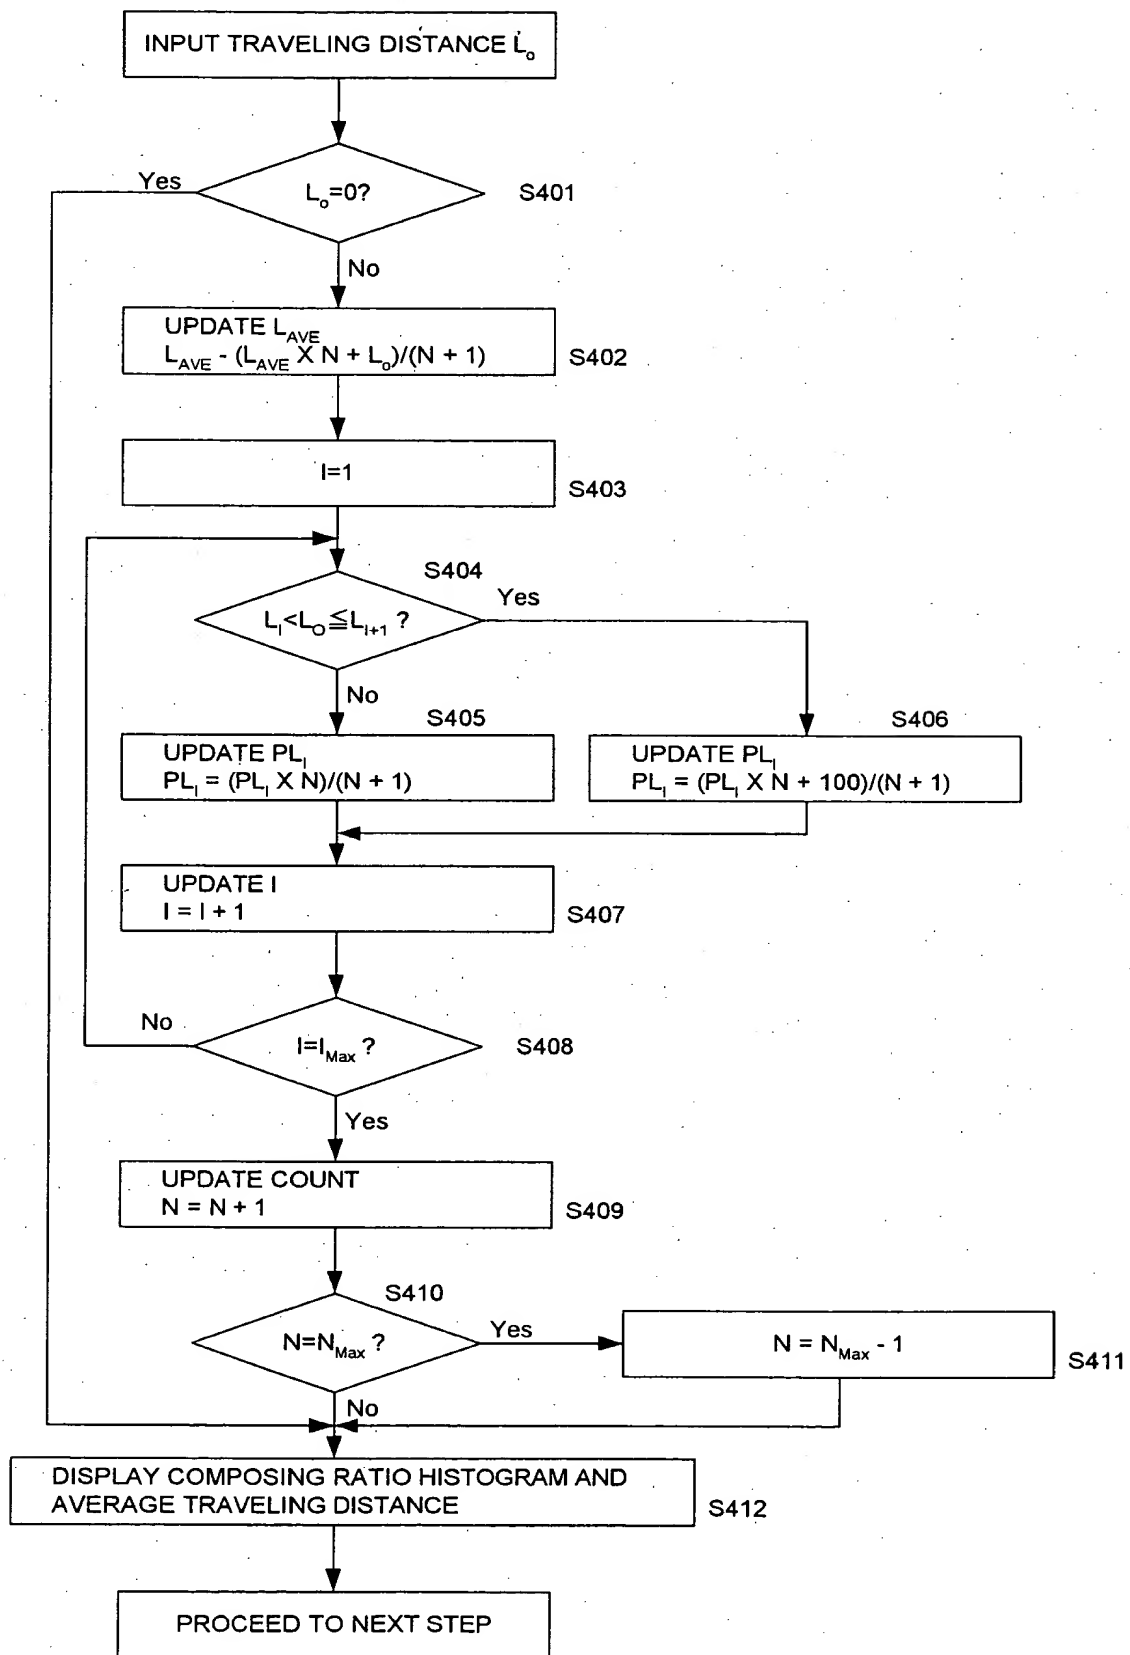 INPUT TRAVELING DISTANCE Lo
Yes
Lo=0?
S401
No
UPDATE LAVE
LAVE - (LAVE X N + Lo)/(N + 1)
S402
I=1
S403
S404
LI<LO≦LI+1 ?
Yes
No
S405
UPDATE PLI
PLI = (PLI X N)/(N + 1)
S406
UPDATE PLI
PLI = (PLI X N + 100)/(N + 1)
UPDATE I
I = I + 1
S407
No
I=IMax ?
S408
Yes
UPDATE COUNT
N = N + 1
S409
S410
N=NMax ?
Yes
N = NMax - 1
S411
No
DISPLAY COMPOSING RATIO HISTOGRAM AND
AVERAGE TRAVELING DISTANCE
S412
PROCEED TO NEXT STEP